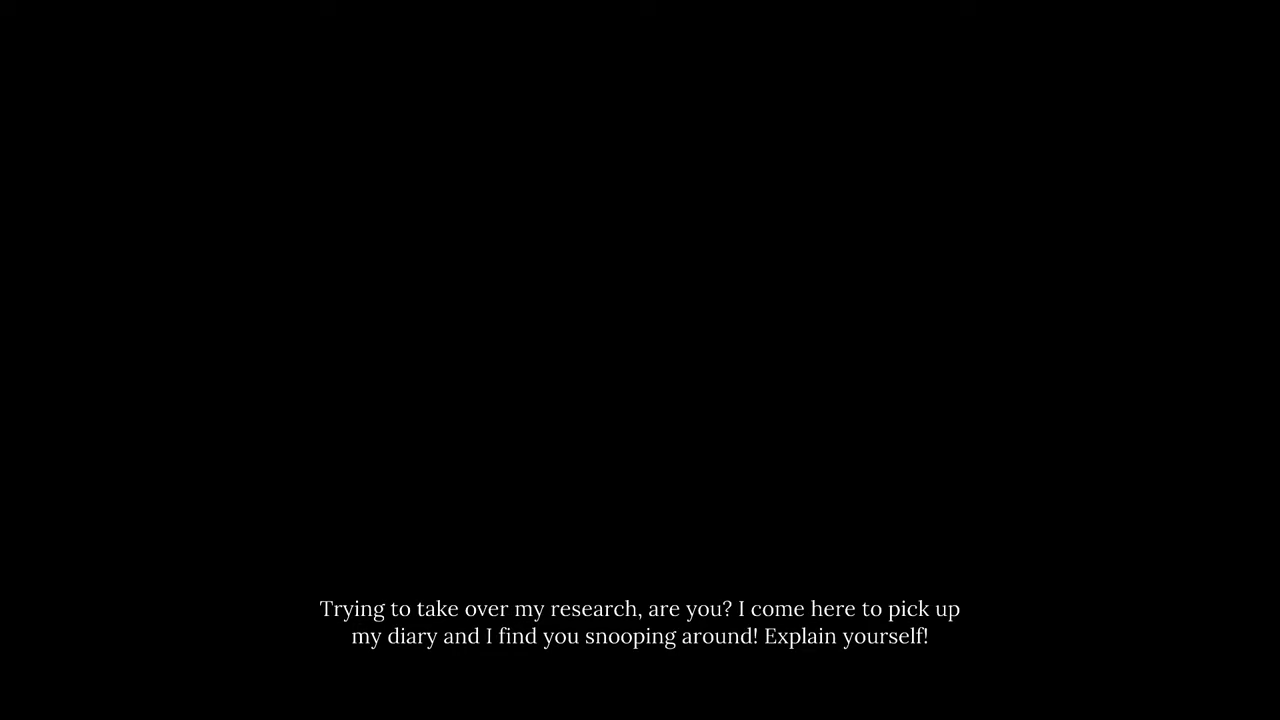 Trying to take over my research, are you? I come here to pick up
my diary and I find you snooping around! Explain yourself!